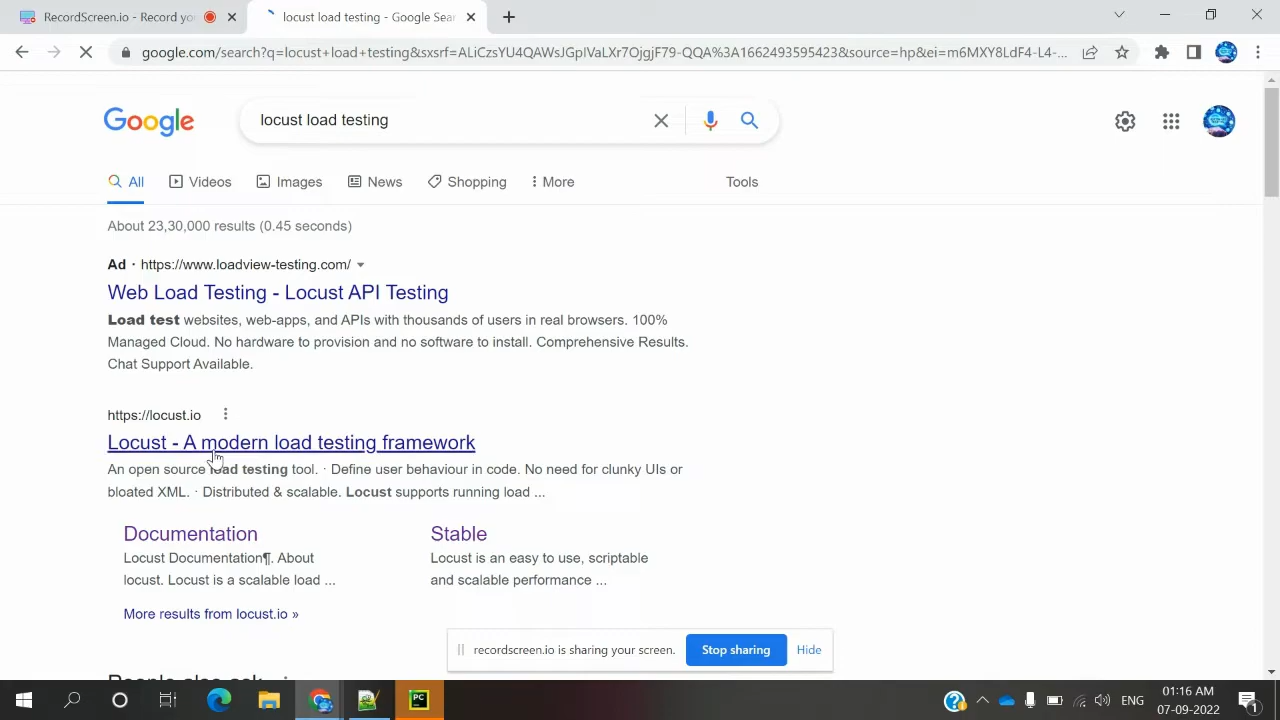 RecordScreen.io - Record yo
locust load testing - Google Sear
google.com/search?q=locust+load+testing&sxsrf=ALiCzsYU4QAWsJGpIVaLXr7OjgjF79-QQA%3A1662493595423&source=hp&ei=m6MXY8LdF4-L4-...
Google
locust load testing
All
Videos
Images
News
Shopping
More
Tools
About 23,30,000 results (0.45 seconds)
Ad · https://www.loadview-testing.com/
Web Load Testing - Locust API Testing
Load test websites, web-apps, and APIs with thousands of users in real browsers. 100%
Managed Cloud. No hardware to provision and no software to install. Comprehensive Results.
Chat Support Available.
https://locust.io
Locust - A modern load testing framework
An open source load testing tool. · Define user behaviour in code. No need for clunky UIs or
bloated XML. · Distributed & scalable. Locust supports running load ...
Documentation
Locust Documentation¶. About
locust. Locust is a scalable load ...
Stable
Locust is an easy to use, scriptable
and scalable performance ...
More results from locust.io »
People also ask
recordscreen.io is sharing your screen.
Stop sharing
Hide
PC
ENG
01:16 AM
07-09-2022
1